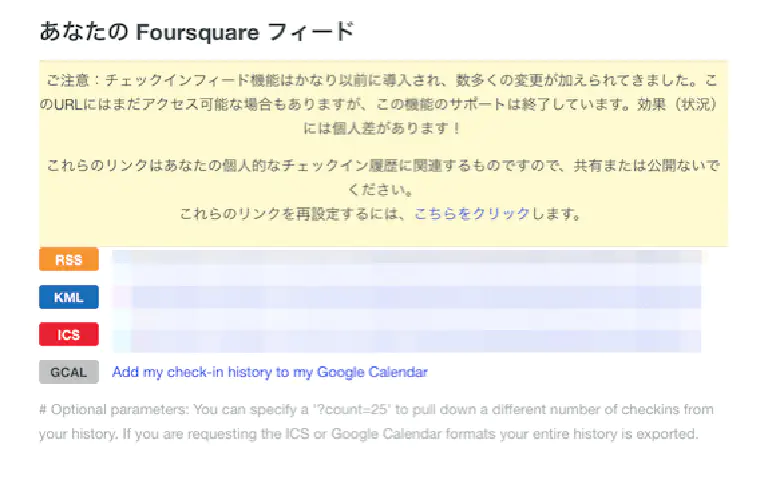 あなたの Foursquare フィード
ご注意：チェックインフィード機能はかなり以前に導入され、数多くの変更が加えられてきました。こ
のURLにはまだアクセス可能な場合もありますが、この機能のサポートは終了しています。効果（状況）
には個人差があります！
これらのリンクはあなたの個人的なチェックイン履歴に関連するものですので、共有または公開ないで
ください。
これらのリンクを再設定するには、こちらをクリックします。
RSS
KML
ICS
GCAL Add my check-in history to my Google Calendar
# Optional parameters: You can specify a '?count=25' to pull down a different number of checkins from
your history. If you are requesting the ICS or Google Calendar formats your entire history is exported.